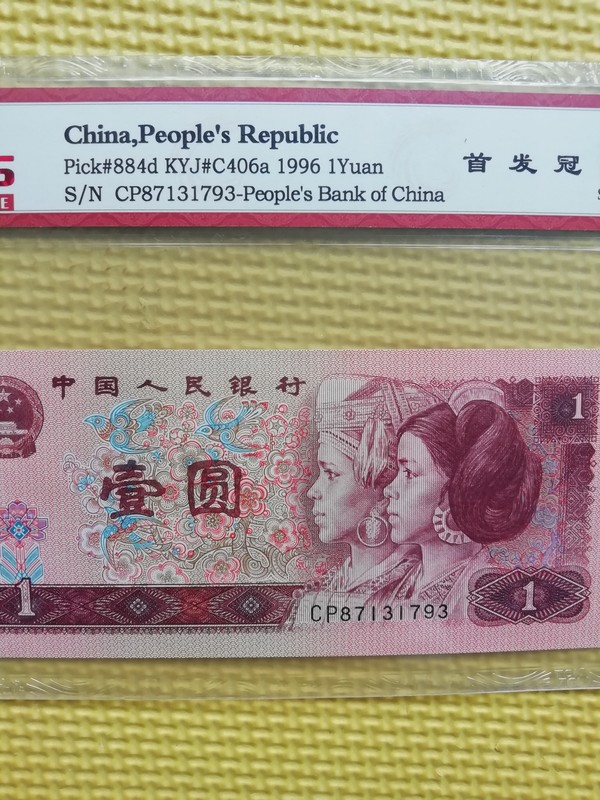 China,People's Republic
Pick#884d KYJ#C406a 1996 1Yuan
S/N CP87131793-People's Bank of China
首发冠
5
E
中国人民银行
1
壹圆
1
CP87131793
1